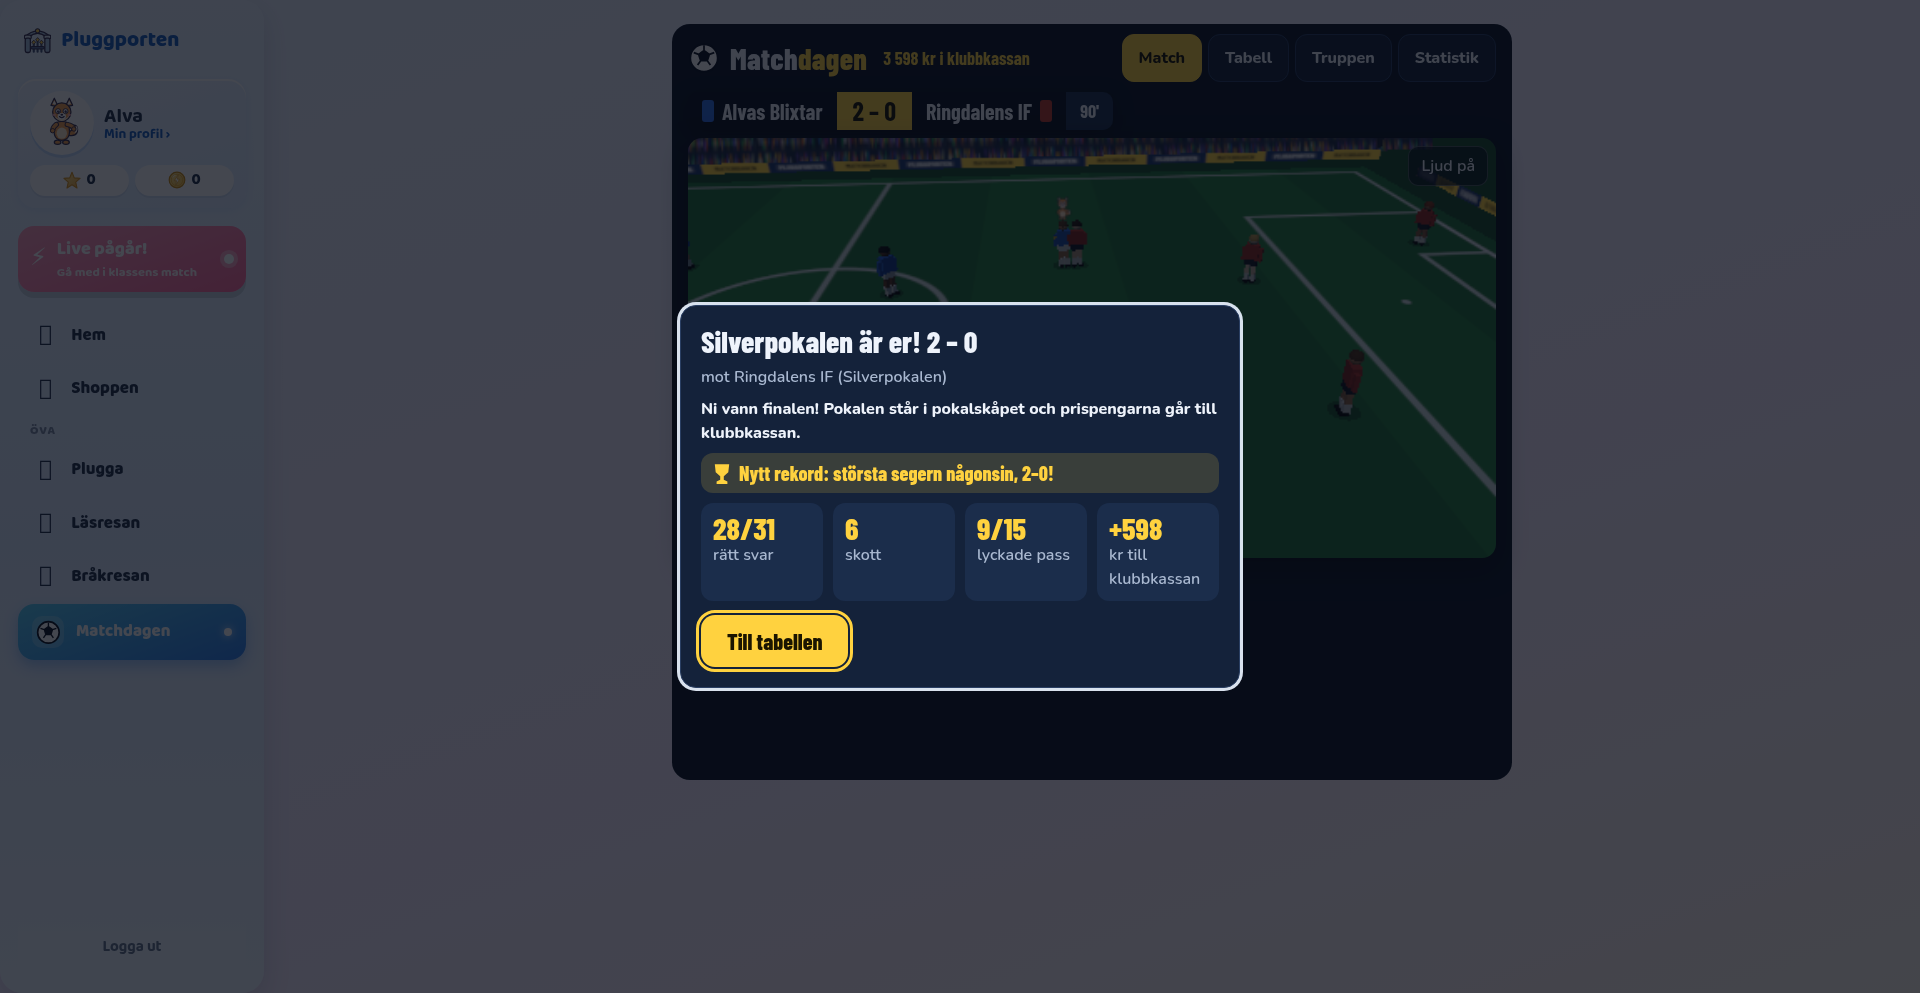 Pluggporten
Alva
Min profil ›
0
0
Live pågår!
Gå med i klassens match
Hem
Shoppen
ÖVA
Plugga
Läsresan
Bråkresan
Matchdagen
Logga ut
Matchdagen
3 598 kr i klubbkassan
Match
Tabell
Truppen
Statistik
Alvas Blixtar
2 – 0
Ringdalens IF
90'
Ljud på
Silverpokalen är er! 2 – 0
mot Ringdalens IF (Silverpokalen)
Ni vann finalen! Pokalen står i pokalskåpet och prispengarna går till
klubbkassan.
Nytt rekord: största segern någonsin, 2–0!
28/31
rätt svar
6
skott
9/15
lyckade pass
+598
kr till
klubbkassan
Till tabellen